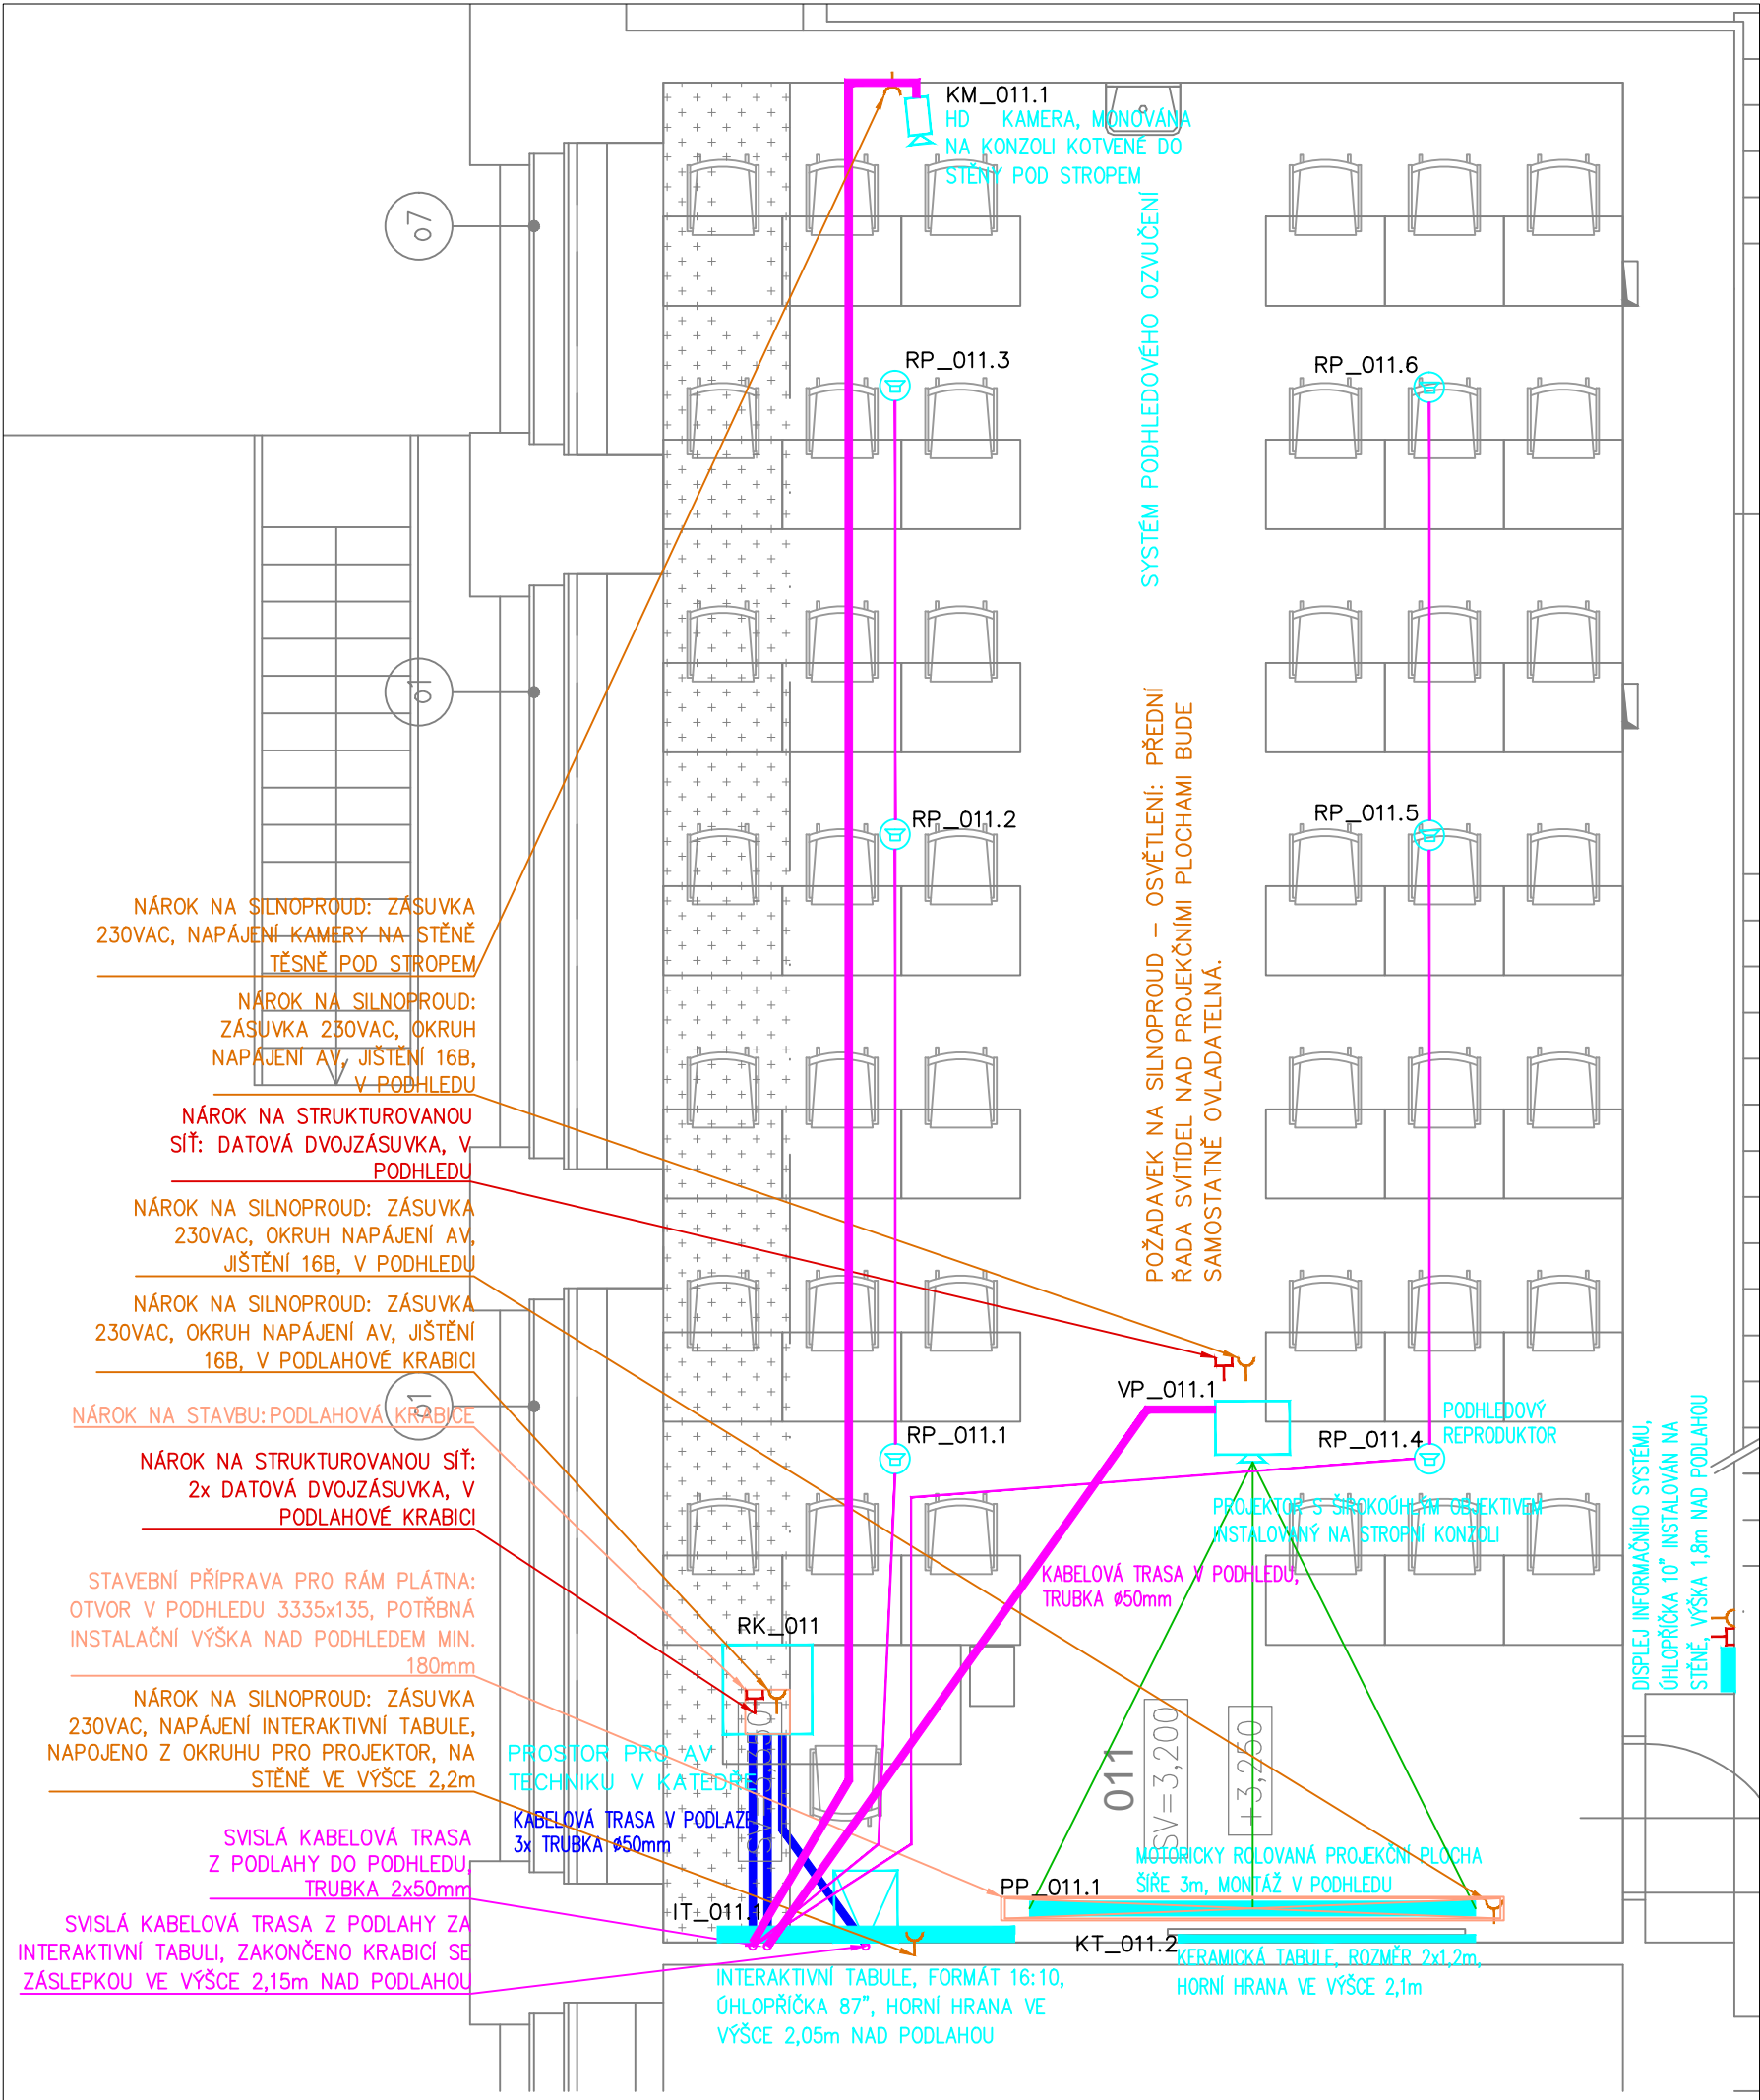 KM_011.1
HD KAMERA, MONOVÁNA
NA KONZOLI KOTVENÉ DO
STĚNY POD STROPEM
o7
SYSTÉM PODHLEDOVÉHO OZVUČENÍ
RP_011.3
RP_011.6
o1
RP_011.2
RP_011.5
POŽADAVEK NA SILNOPROUD – OSVĚTLENÍ: PŘEDNÍ
ŘADA SVÍTIDEL NAD PROJEKČNÍMI PLOCHAMI BUDE
SAMOSTATNĚ OVLADATELNÁ.
NÁROK NA SILNOPROUD: ZÁSUVKA
230VAC, NAPÁJENÍ KAMERY NA STĚNĚ
TĚSNĚ POD STROPEM
NÁROK NA SILNOPROUD:
ZÁSUVKA 230VAC, OKRUH
NAPÁJENÍ AV, JIŠTĚNÍ 16B,
V PODHLEDU
NÁROK NA STRUKTUROVANOU
SÍŤ: DATOVÁ DVOJZÁSUVKA, V
PODHLEDU
NÁROK NA SILNOPROUD: ZÁSUVKA
230VAC, OKRUH NAPÁJENÍ AV,
JIŠTĚNÍ 16B, V PODHLEDU
NÁROK NA SILNOPROUD: ZÁSUVKA
230VAC, OKRUH NAPÁJENÍ AV, JIŠTĚNÍ
16B, V PODLAHOVÉ KRABICI
o1
NÁROK NA STAVBU: PODLAHOVÁ KRABICE
NÁROK NA STRUKTUROVANOU SÍŤ:
2x DATOVÁ DVOJZÁSUVKA, V
PODLAHOVÉ KRABICI
STAVEBNÍ PŘÍPRAVA PRO RÁM PLÁTNA:
OTVOR V PODHLEDU 3335x135, POTŘBNÁ
INSTALAČNÍ VÝŠKA NAD PODHLEDEM MIN.
180mm
NÁROK NA SILNOPROUD: ZÁSUVKA
230VAC, NAPÁJENÍ INTERAKTIVNÍ TABULE,
NAPOJENO Z OKRUHU PRO PROJEKTOR, NA
STĚNĚ VE VÝŠCE 2,2m
SVISLÁ KABELOVÁ TRASA
Z PODLAHY DO PODHLEDU,
TRUBKA 2x50mm
SVISLÁ KABELOVÁ TRASA Z PODLAHY ZA
INTERAKTIVNÍ TABULI, ZAKONČENO KRABICÍ SE
ZÁSLEPKOU VE VÝŠCE 2,15m NAD PODLAHOU
VP_011.1
RP_011.1
RP_011.4
PODHLEDOVÝ
REPRODUKTOR
PROJEKTOR S ŠIROKOÚHLÝM OBJEKTIVEM
INSTALOVANÝ NA STROPNÍ KONZOLI
KABELOVÁ TRASA V PODHLEDU,
TRUBKA ø50mm
DISPLEJ INFORMAČNÍHO SYSTÉMU,
ÚHLOPŘÍČKA 10" INSTALOVÁN NA
STĚNĚ, VÝŠKA 1,8m NAD PODLAHOU
RK_011
PROSTOR PRO AV
TECHNIKU V KATEDŘE
KABELOVÁ TRASA V PODLAZE
3x TRUBKA ø50mm
011
SV=3,200
+3,250
MOTORICKY ROLOVANÁ PROJEKČNÍ PLOCHA
ŠÍŘE 3m, MONTÁŽ V PODHLEDU
PP_011.1
IT_011.1
KT_011.2
KERAMICKÁ TABULE, ROZMĚR 2x1,2m,
HORNÍ HRANA VE VÝŠCE 2,1m
INTERAKTIVNÍ TABULE, FORMÁT 16:10,
ÚHLOPŘÍČKA 87", HORNÍ HRANA VE
VÝŠCE 2,05m NAD PODLAHOU